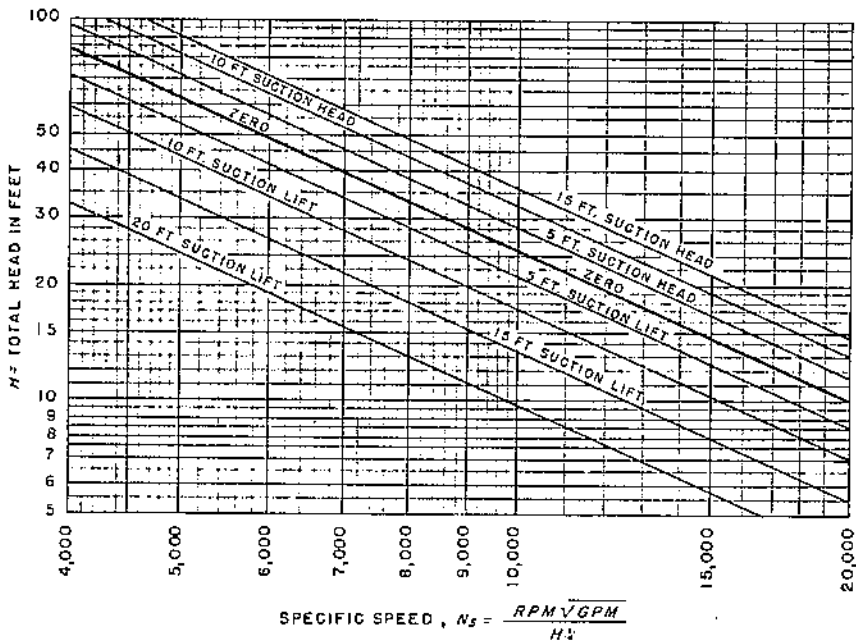 100
50
40
30
20
15
10
9
8
7
6
5
H= TOTAL HEAD IN FEET
10 FT SUCTION HEAD
ZERO
10 FT. SUCTION LIFT
20 FT SUCTION LIFT
15 FT. SUCTION HEAD
5 FT. SUCTION HEAD
ZERO
5 FT. SUCTION LIFT
15 FT SUCTION LIFT
4,000
5,000
6,000
7,000
8,000
9,000
10,000
15,000
20,000
SPECIFIC SPEED, Ns = RPM√GPM
H